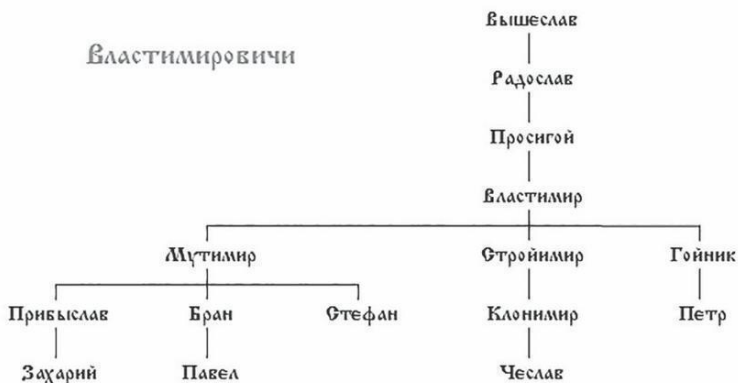 Вышеслав
Властимировичи
Радослав
Просигой
Властимир
Мутимир Стройимир Гойник
Прибыслав Бран Стефан Клонимир Петр
Захарий Павел Чеслав